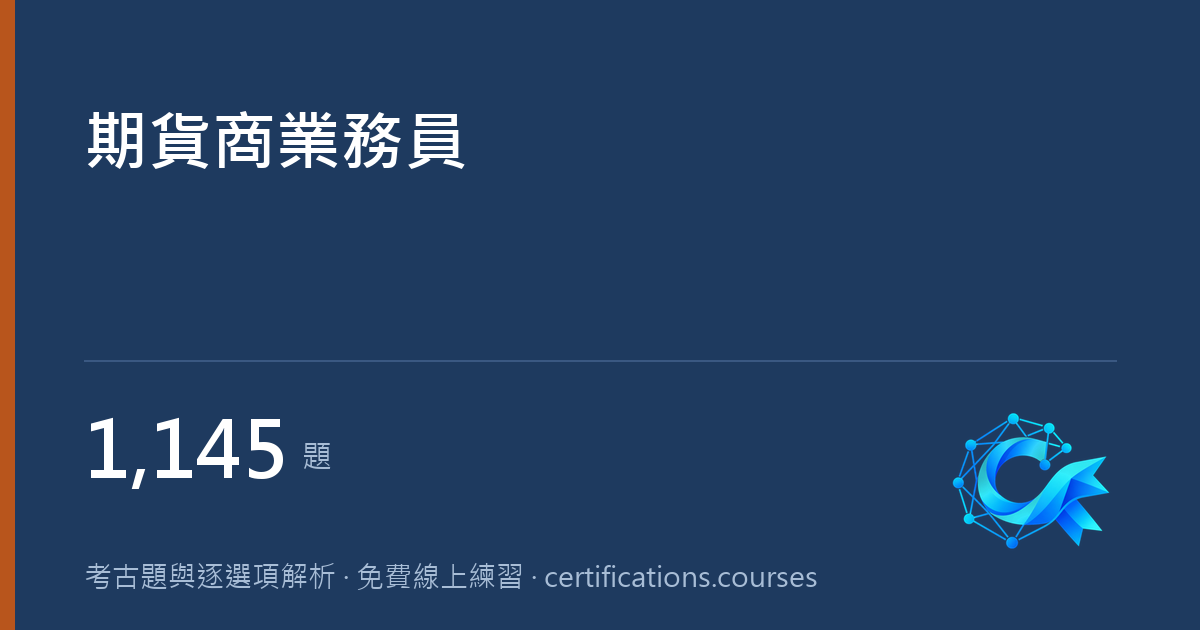 期貨商業務員
1,145 題
考古題與逐選項解析 · 免費線上練習 · certifications.courses